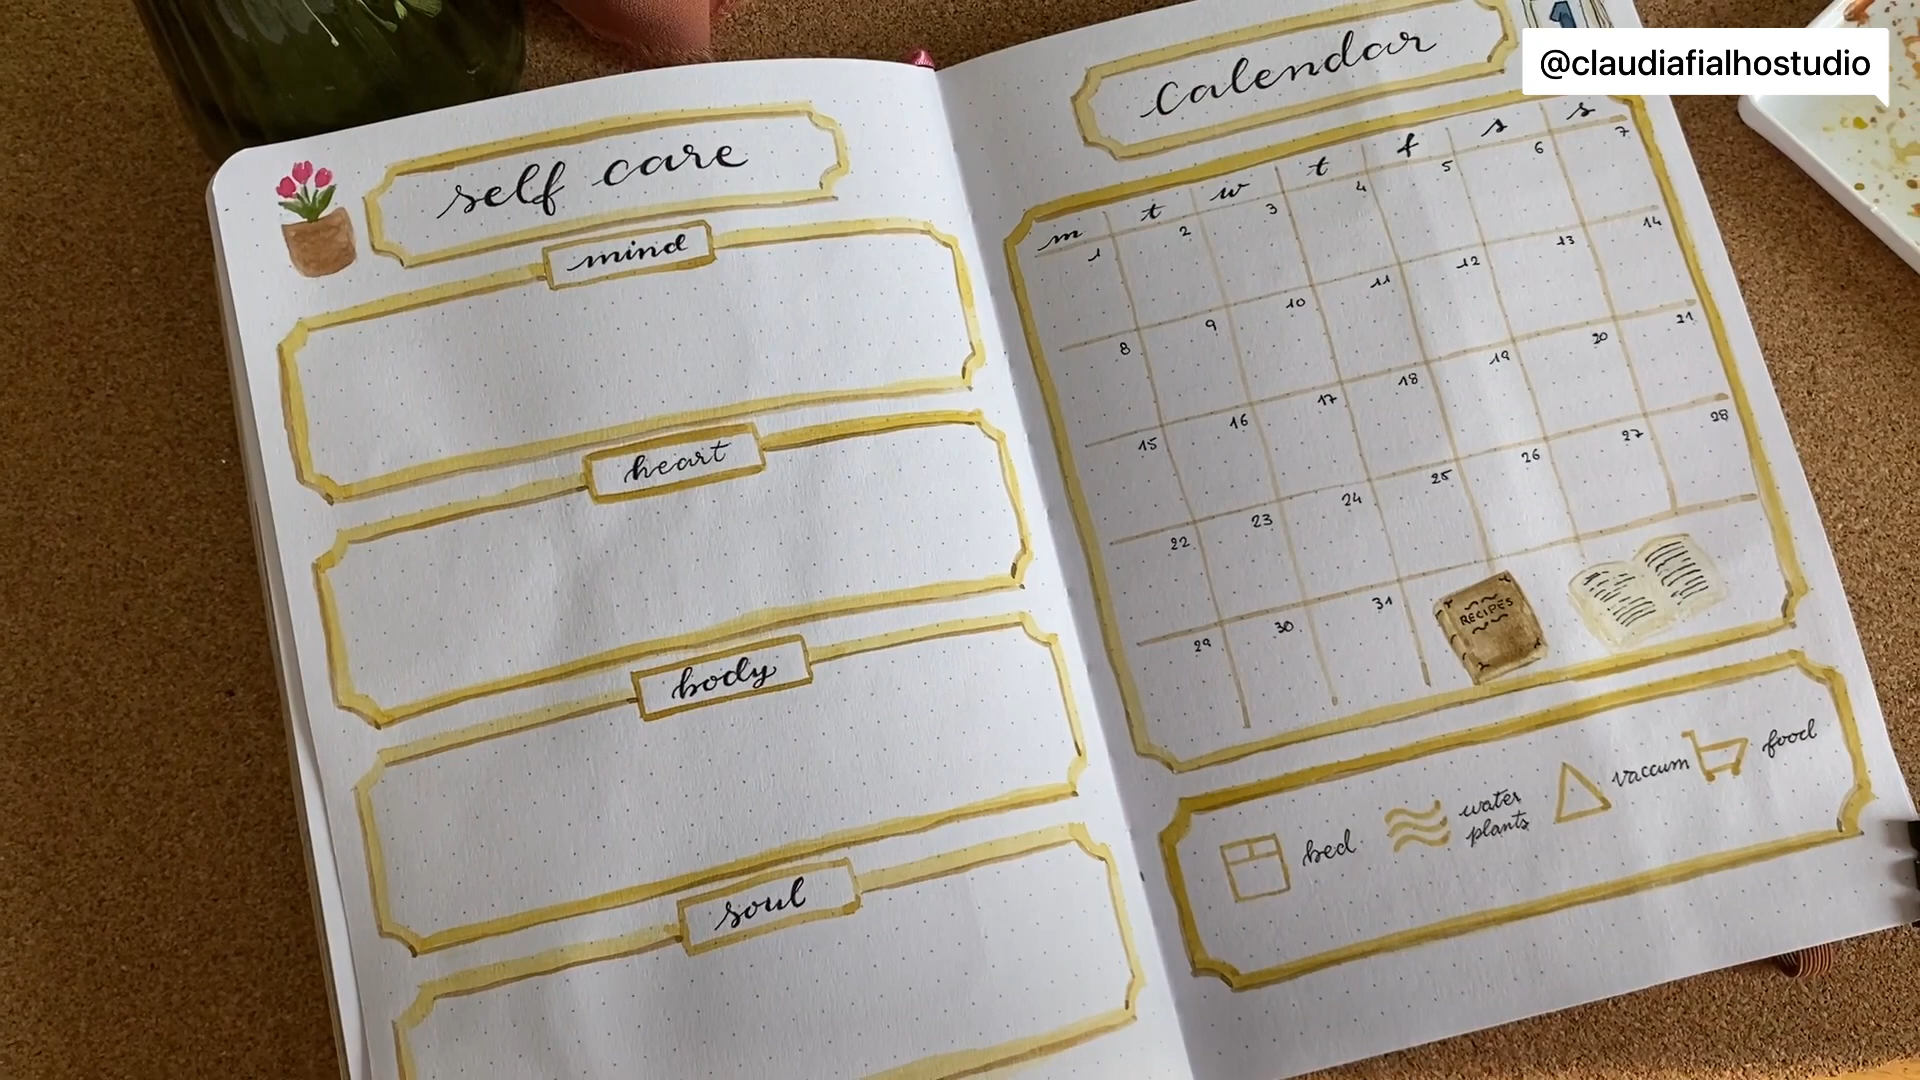 @claudiafialhostudio
self care
mind
heart
body
soul
1
calendar
m t w t f s s
1 2 3 4 5 6 7
8 9 10 11 12 13 14
15 16 17 18 19 20 21
22 23 24 25 26 27 28
29 30 31
RECIPES
bed
water
plants
vaccum
food